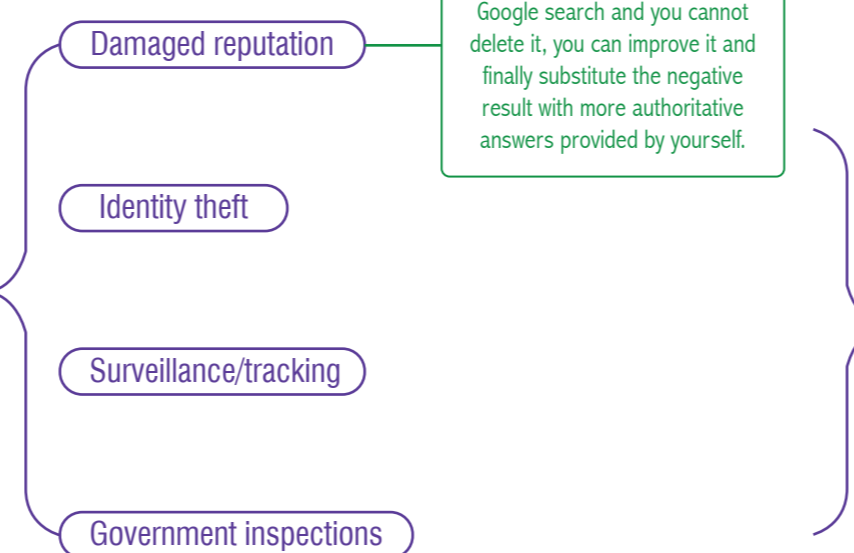 Damaged reputation
Google search and you cannot
delete it, you can improve it and
finally substitute the negative
result with more authoritative
answers provided by yourself.
Identity theft
Surveillance/tracking
Government inspections